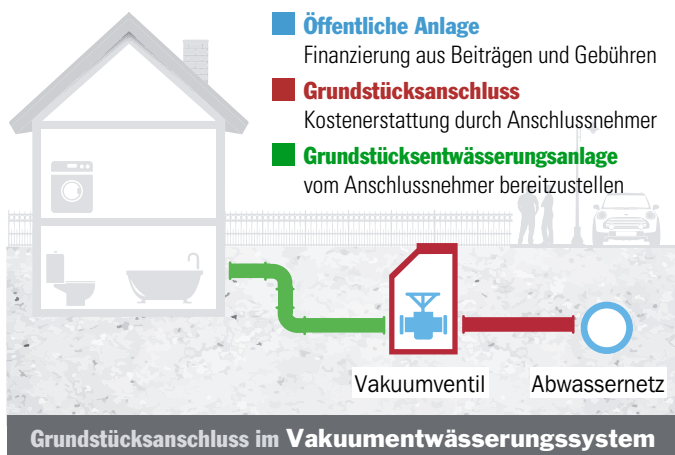 Öffentliche Anlage
Finanzierung aus Beiträgen und Gebühren
Grundstücksanschluss
Kostenerstattung durch Anschlussnehmer
Grundstücksentwässerungsanlage
vom Anschlussnehmer bereitzustellen
Vakuumventil Abwassernetz
Grundstücksanschluss im Vakuumentwässerungssystem